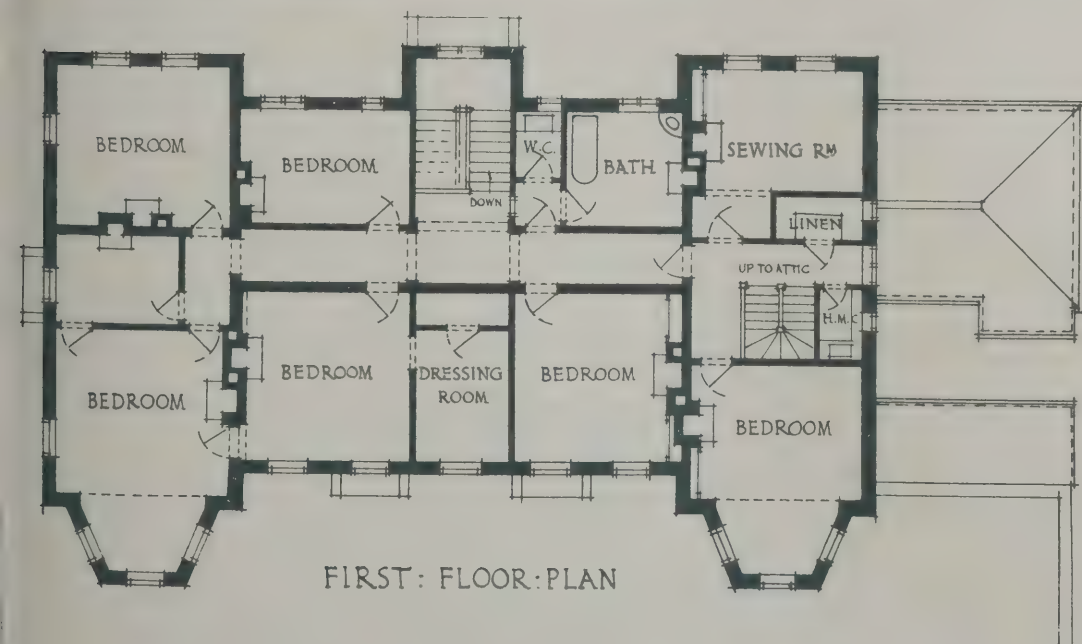 BEDROOM
BEDROOM
DOWN
W.C.
BATH
SEWING RM
LINEN
UP TO ATTIC
H.M.C
BEDROOM
BEDROOM
DRESSING
ROOM
BEDROOM
BEDROOM
FIRST: FLOOR: PLAN